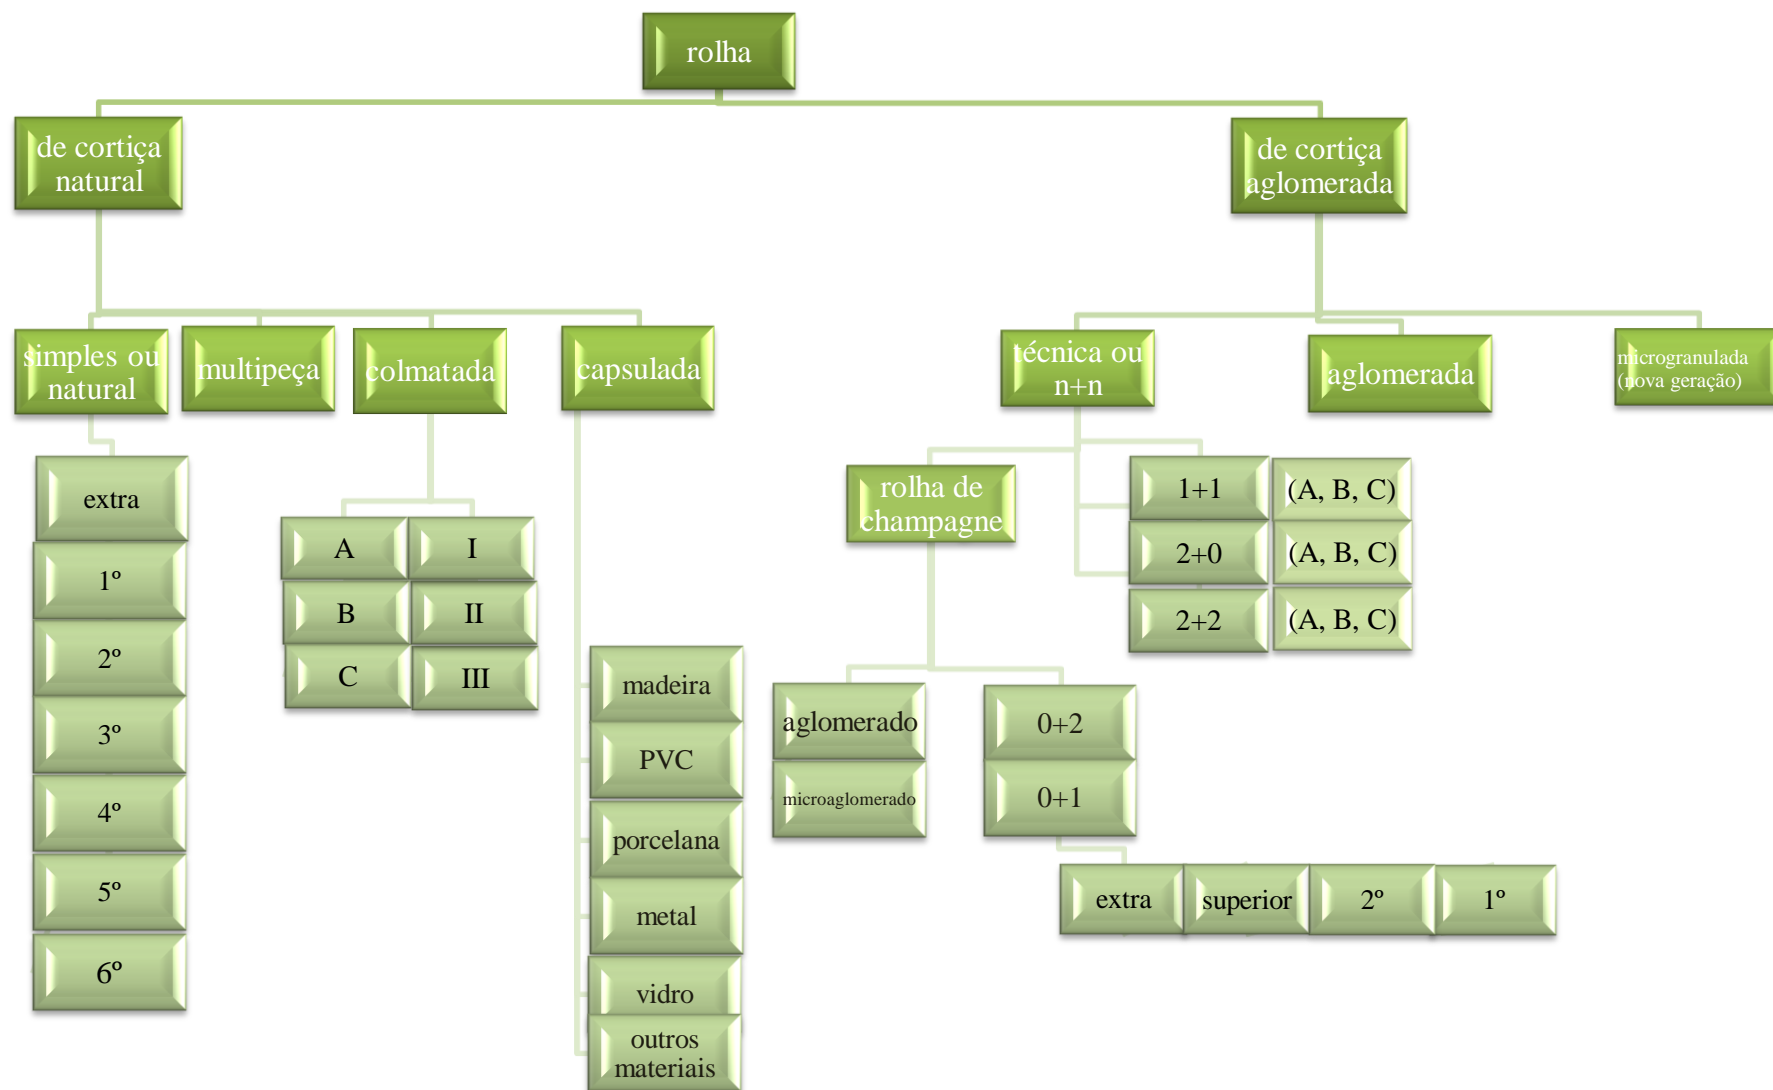 rolha
de cortiça
natural
de cortiça
aglomerada
simples ou
natural
multipeça
colmatada
capsulada
técnica ou
n+n
aglomerada
microgranulada
(nova geração)
extra
1º
2º
3º
4º
5º
6º
A
I
B
II
C
III
madeira
PVC
porcelana
metal
vidro
outros
materiais
rolha de
champagne
1+1
(A, B, C)
2+0
(A, B, C)
2+2
(A, B, C)
aglomerado
microaglomerado
0+2
0+1
extra
superior
2º
1º